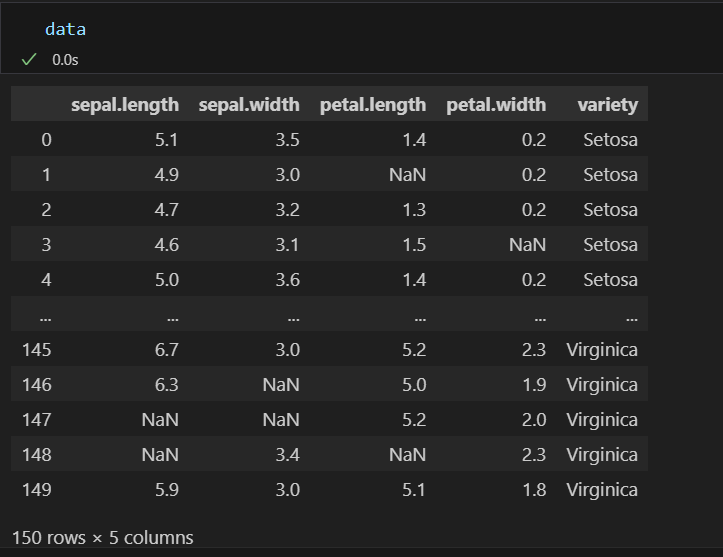 data
0.0s
sepal.length sepal.width petal.length petal.width variety
0 5.1 3.5 1.4 0.2 Setosa
1 4.9 3.0 NaN 0.2 Setosa
2 4.7 3.2 1.3 0.2 Setosa
3 4.6 3.1 1.5 NaN Setosa
4 5.0 3.6 1.4 0.2 Setosa
... ... ... ... ... ...
145 6.7 3.0 5.2 2.3 Virginica
146 6.3 NaN 5.0 1.9 Virginica
147 NaN NaN 5.2 2.0 Virginica
148 NaN 3.4 NaN 2.3 Virginica
149 5.9 3.0 5.1 1.8 Virginica
150 rows × 5 columns